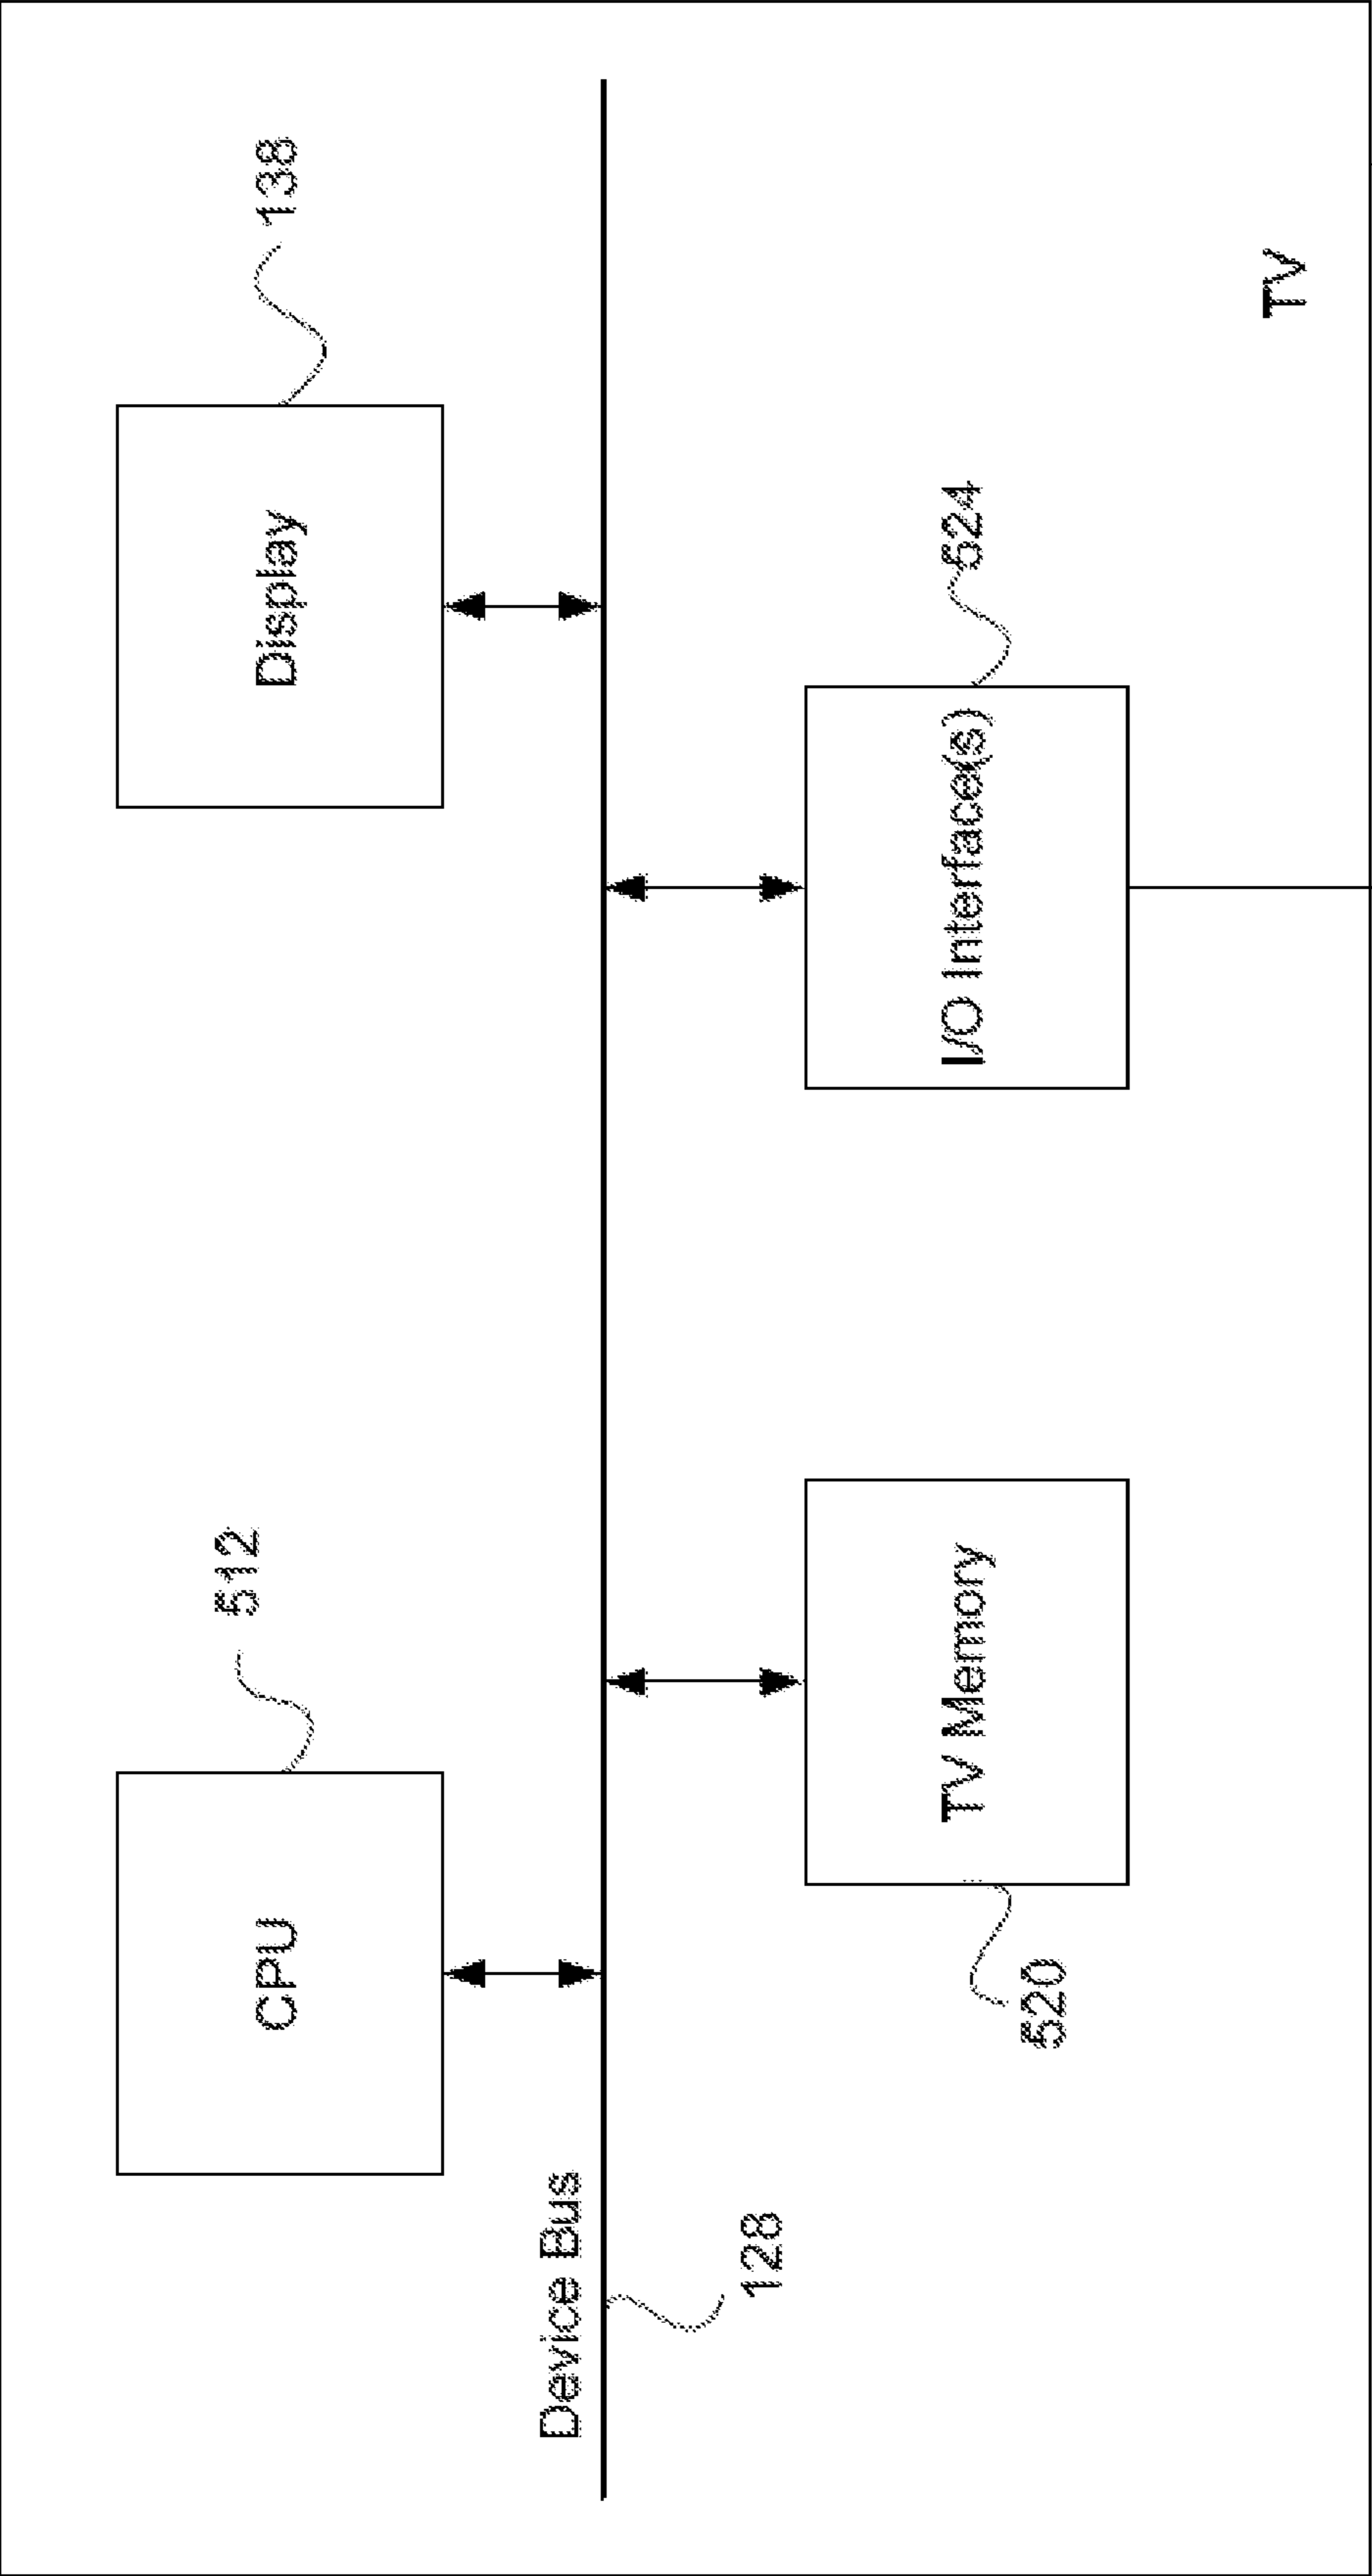 512
138
CPU
Display
Device Bus
128
524
TV Memory
I/O Interface(s)
520
TV